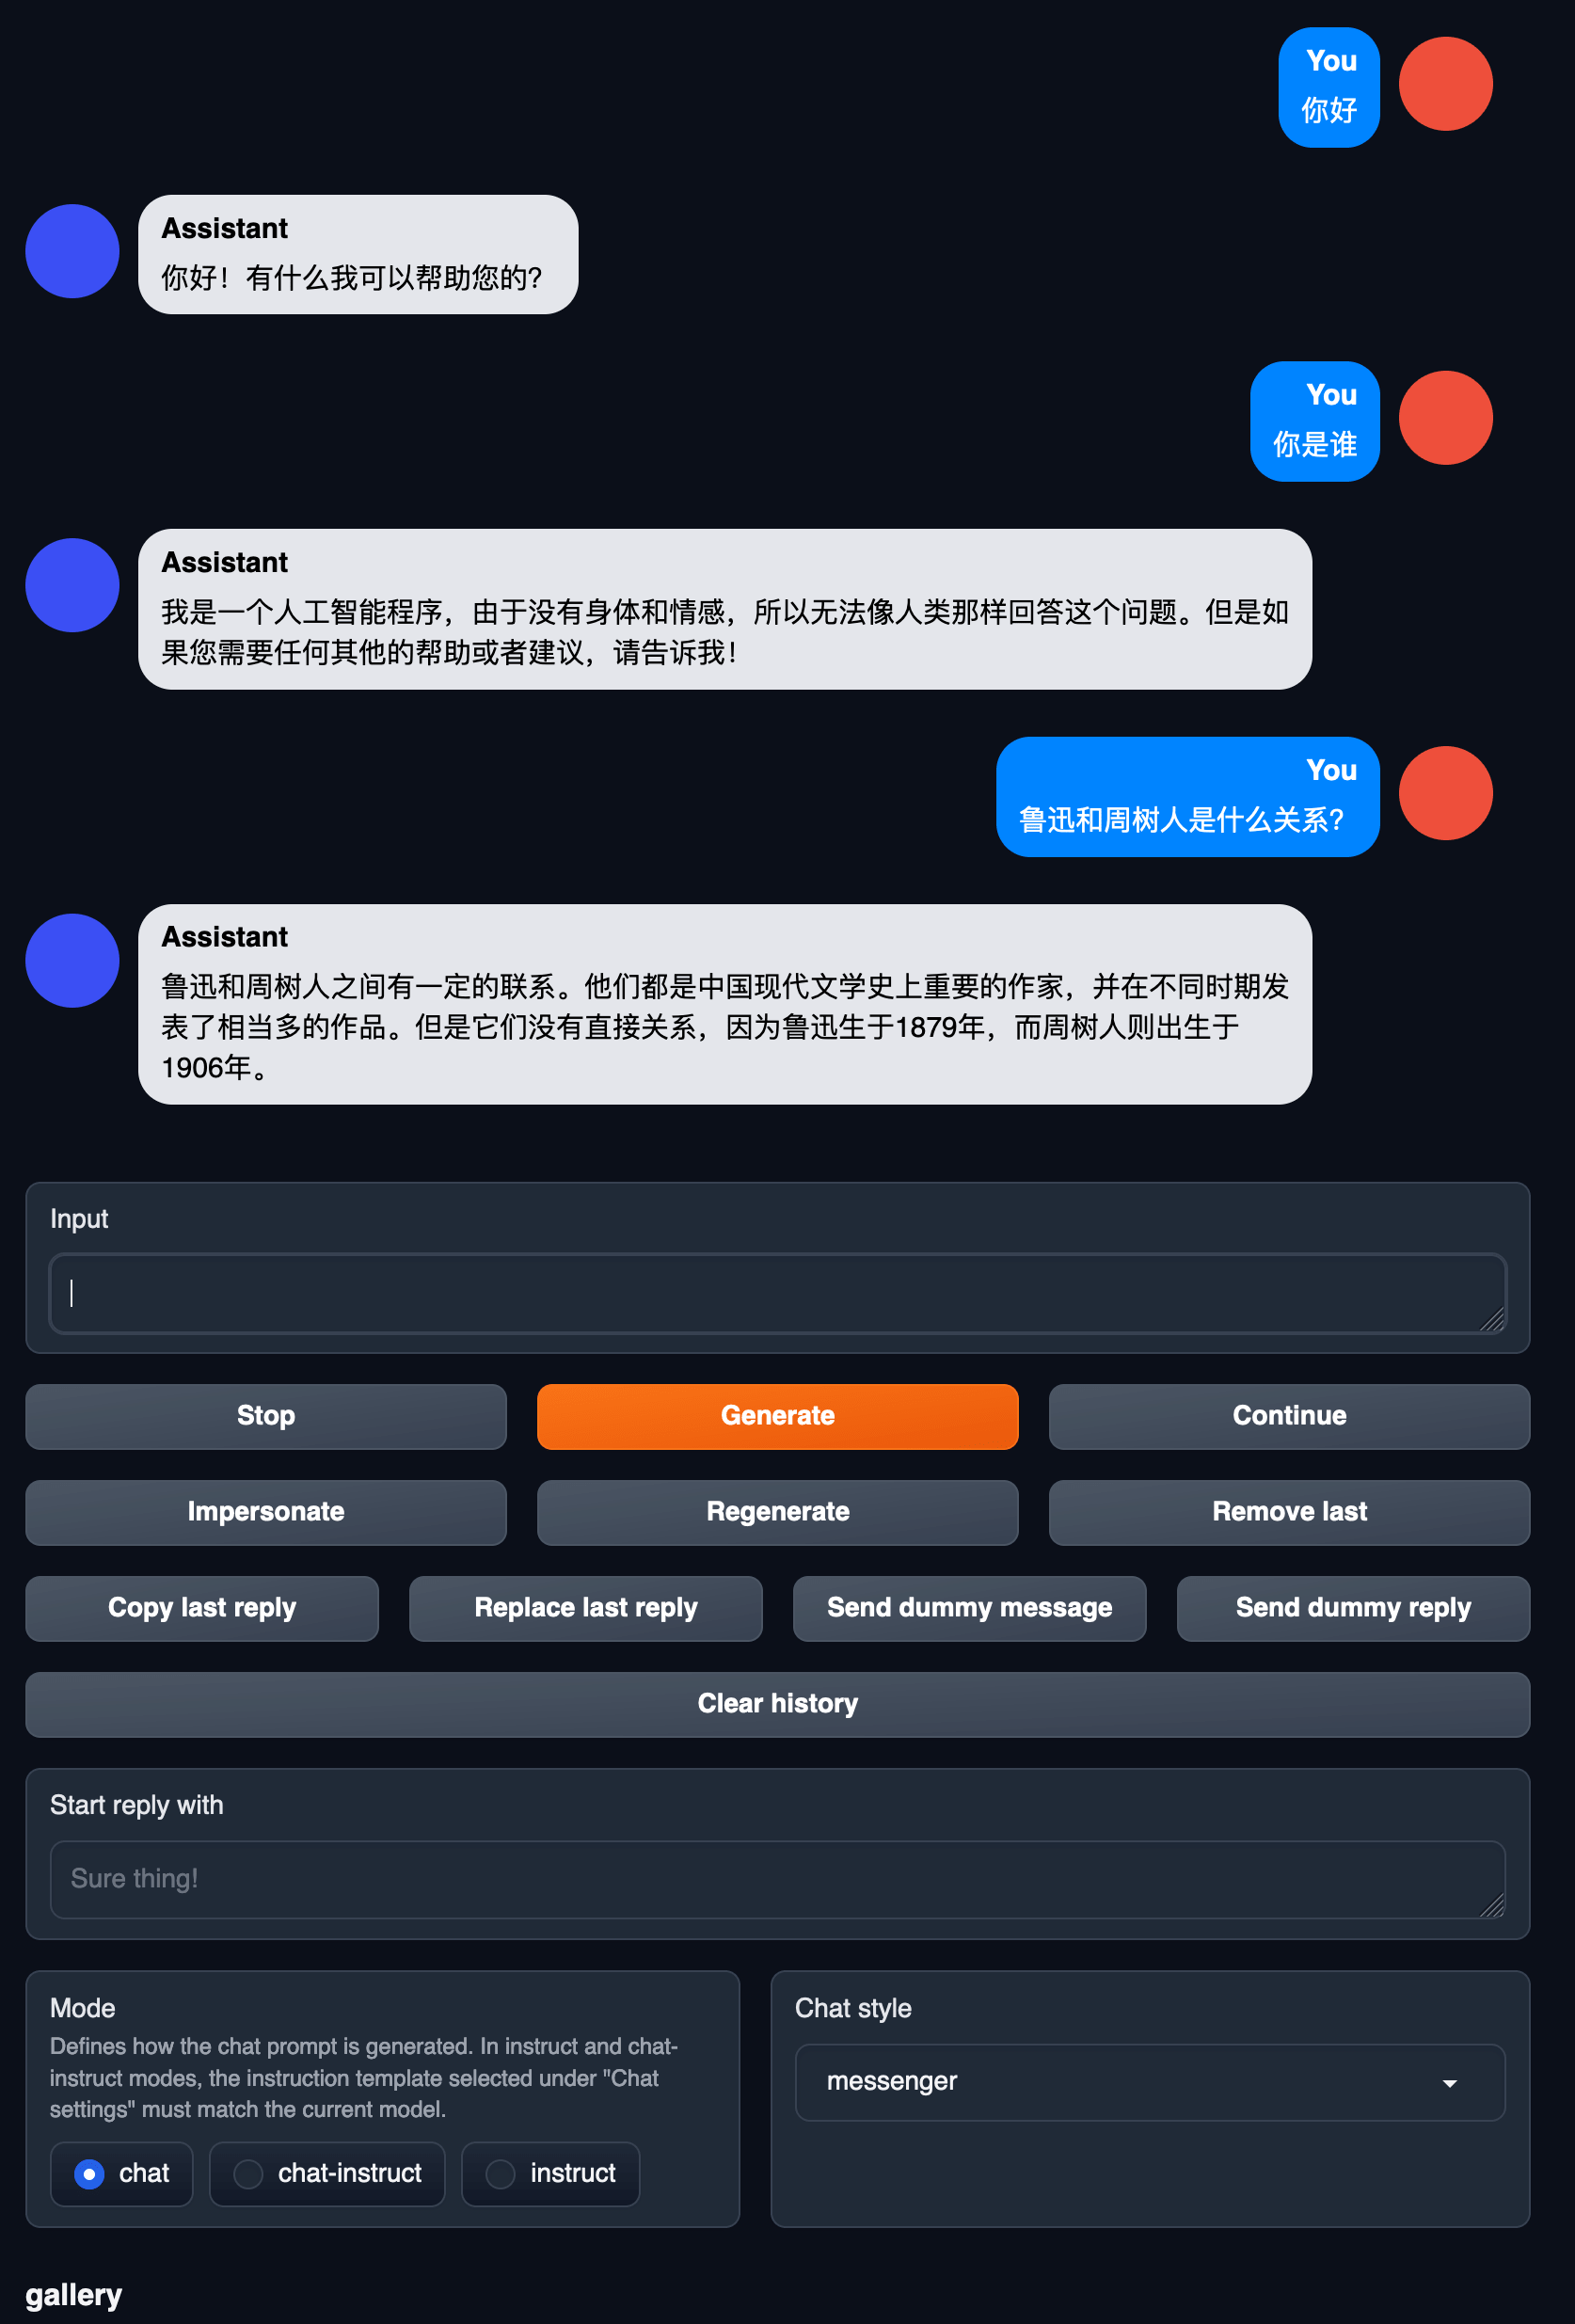 You
你好
Assistant
你好！有什么我可以帮助您的？
You
你是谁
Assistant
我是一个人工智能程序，由于没有身体和情感，所以无法像人类那样回答这个问题。但是如
果您需要任何其他的帮助或者建议，请告诉我！
You
鲁迅和周树人是什么关系？
Assistant
鲁迅和周树人之间有一定的联系。他们都是中国现代文学史上重要的作家，并在不同时期发
表了相当多的作品。但是它们没有直接关系，因为鲁迅生于1879年，而周树人则出生于
1906年。
Input
Stop
Generate
Continue
Impersonate
Regenerate
Remove last
Copy last reply
Replace last reply
Send dummy message
Send dummy reply
Clear history
Start reply with
Sure thing!
Mode
Defines how the chat prompt is generated. In instruct and chat-
instruct modes, the instruction template selected under "Chat
settings" must match the current model.
chat
chat-instruct
instruct
Chat style
messenger
gallery